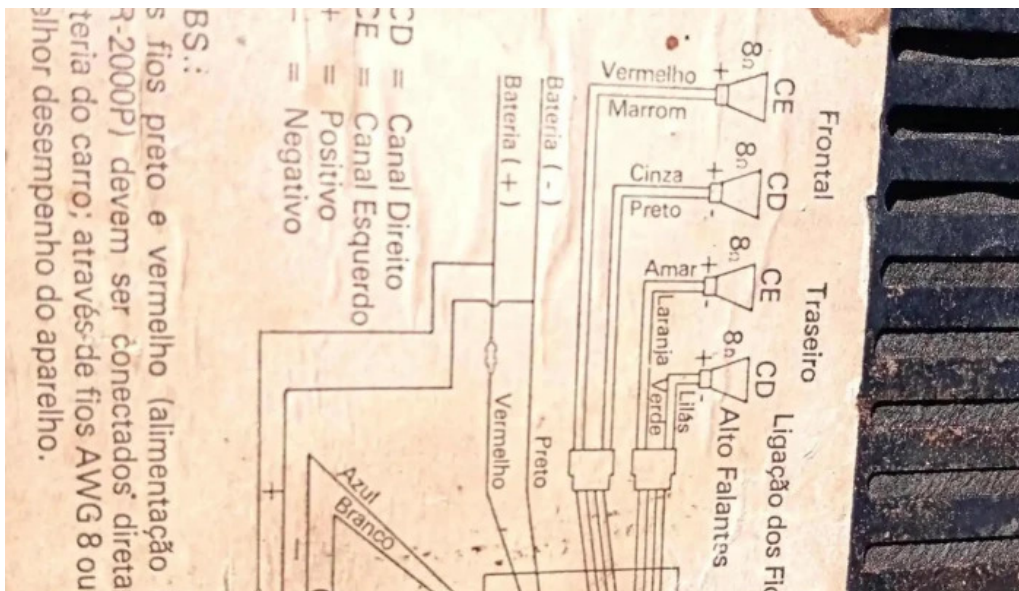 Ligação dos Fio
Alto Falantes
Frontal
Traseiro
CE
8Ω
+
Vermelho
Marrom
CD
8Ω
+
-
Cinza
Preto
CE
8Ω
+
-
Amar
Laranja
CD
8Ω
+
-
Verde
Lilás
Bateria ( - )
Bateria ( + )
Preto
Vermelho
Azul
Branco
+
CD = Canal Direito
CE = Canal Esquerdo
+ = Positivo
- = Negativo
BS.:
s fios preto e vermelho (alimentação
R-2000P) devem ser conectados direta
teria do carro; através de fios AWG 8 ou
elhor desempenho do aparelho.